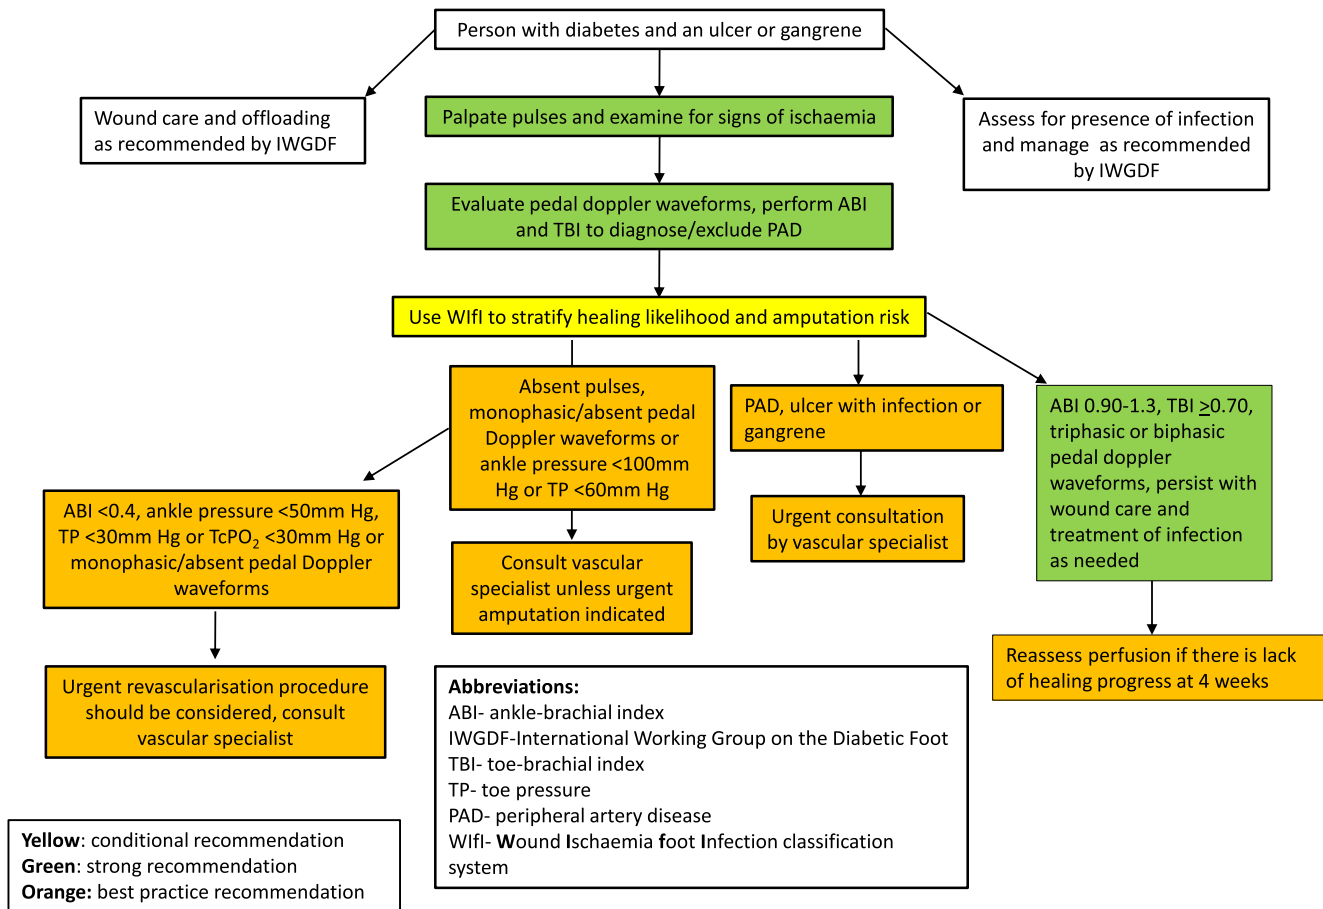 Person with diabetes and an ulcer or gangrene
Wound care and offloading
as recommended by IWGDF
Palpate pulses and examine for signs of ischaemia
Assess for presence of infection
and manage as recommended
by IWGDF
Evaluate pedal doppler waveforms, perform ABI
and TBI to diagnose/exclude PAD
Use WIfI to stratify healing likelihood and amputation risk
Absent pulses,
monophasic/absent pedal
Doppler waveforms or
ankle pressure <100mm
Hg or TP <60mm Hg
PAD, ulcer with infection or
gangrene
ABI 0.90-1.3, TBI ≥0.70,
triphasic or biphasic
pedal doppler
waveforms, persist with
wound care and
treatment of infection
as needed
ABI <0.4, ankle pressure <50mm Hg,
TP <30mm Hg or TcPO₂ <30mm Hg or
monophasic/absent pedal Doppler
waveforms
Urgent consultation
by vascular specialist
Consult vascular
specialist unless urgent
amputation indicated
Reassess perfusion if there is lack
of healing progress at 4 weeks
Urgent revascularisation procedure
should be considered, consult
vascular specialist
Abbreviations:
ABI- ankle-brachial index
IWGDF-International Working Group on the Diabetic Foot
TBI- toe-brachial index
TP- toe pressure
PAD- peripheral artery disease
WIfI- Wound Ischaemia foot Infection classification
system
Yellow: conditional recommendation
Green: strong recommendation
Orange: best practice recommendation